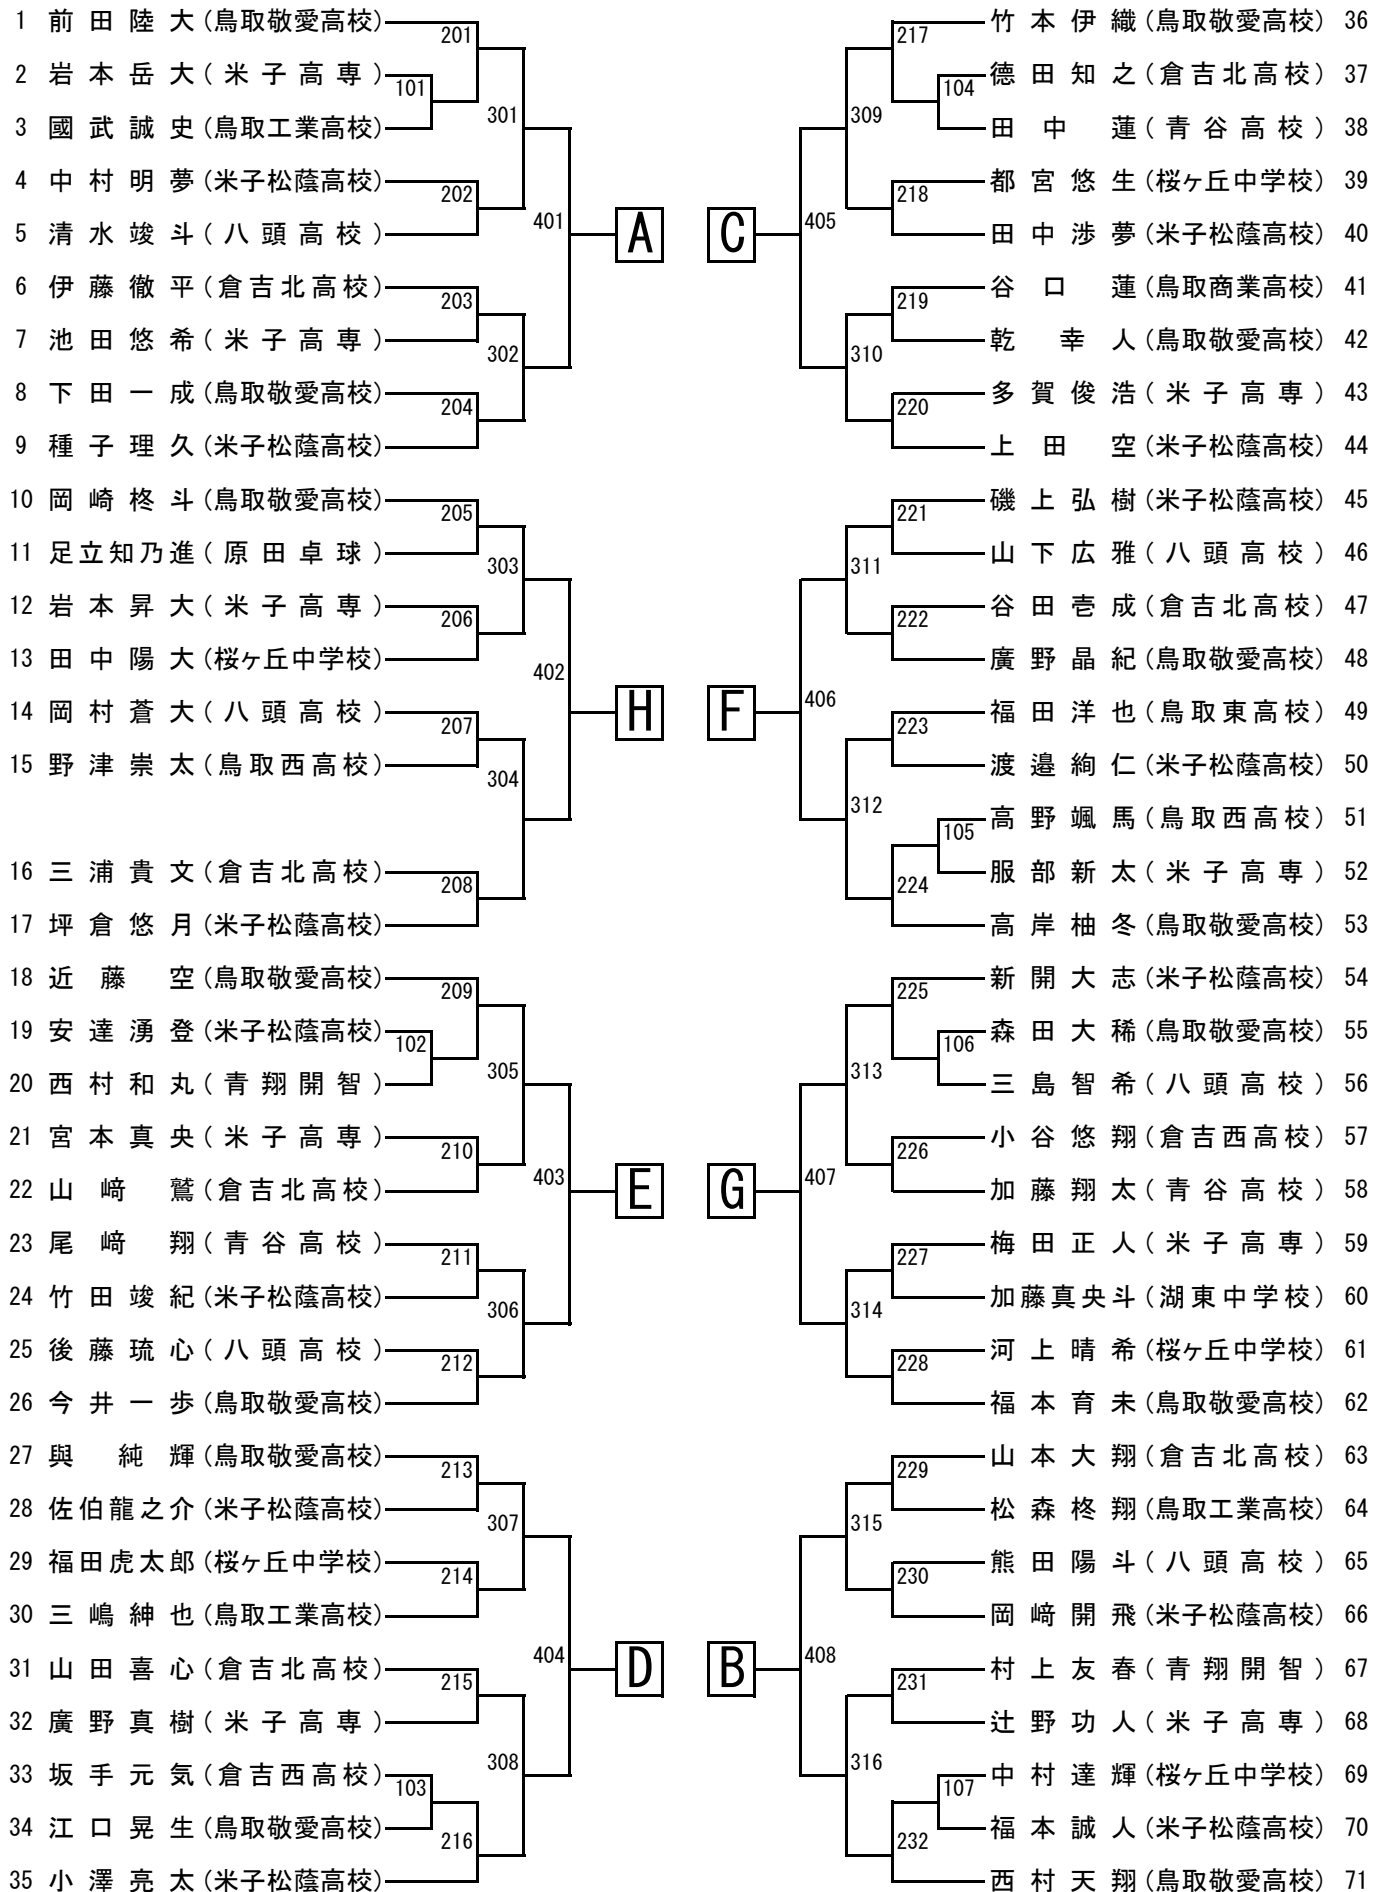 1 前田陸大(鳥取敬愛高校)
201
2 岩本岳大(米子高専)
101
3 國武誠史(鳥取工業高校)
301
4 中村明夢(米子松蔭高校)
202
5 清水竣斗(八頭高校)
401
A
6 伊藤徹平(倉吉北高校)
203
7 池田悠希(米子高専)
302
8 下田一成(鳥取敬愛高校)
204
9 種子理久(米子松蔭高校)
10 岡崎柊斗(鳥取敬愛高校)
205
11 足立知乃進(原田卓球)
303
12 岩本昇大(米子高専)
206
13 田中陽大(桜ヶ丘中学校)
402
H
14 岡村蒼大(八頭高校)
207
15 野津崇太(鳥取西高校)
304
16 三浦貴文(倉吉北高校)
208
17 坪倉悠月(米子松蔭高校)
18 近藤空(鳥取敬愛高校)
209
19 安達湧登(米子松蔭高校)
102
20 西村和丸(青翔開智)
305
21 宮本真央(米子高専)
210
22 山﨑鷲(倉吉北高校)
403
E
23 尾﨑翔(青谷高校)
211
24 竹田竣紀(米子松蔭高校)
306
25 後藤琉心(八頭高校)
212
26 今井一歩(鳥取敬愛高校)
27 與純輝(鳥取敬愛高校)
213
28 佐伯龍之介(米子松蔭高校)
307
29 福田虎太郎(桜ヶ丘中学校)
214
30 三嶋紳也(鳥取工業高校)
404
D
31 山田喜心(倉吉北高校)
215
32 廣野真樹(米子高専)
308
33 坂手元気(倉吉西高校)
103
34 江口晃生(鳥取敬愛高校)
216
35 小澤亮太(米子松蔭高校)
竹本伊織(鳥取敬愛高校) 36
217
德田知之(倉吉北高校) 37
104
田中蓮(青谷高校) 38
309
都宮悠生(桜ヶ丘中学校) 39
218
田中渉夢(米子松蔭高校) 40
405
C
谷口蓮(鳥取商業高校) 41
219
乾幸人(鳥取敬愛高校) 42
310
多賀俊浩(米子高専) 43
220
上田空(米子松蔭高校) 44
磯上弘樹(米子松蔭高校) 45
221
山下広雅(八頭高校) 46
311
谷田壱成(倉吉北高校) 47
222
廣野晶紀(鳥取敬愛高校) 48
406
F
福田洋也(鳥取東高校) 49
223
渡邉絢仁(米子松蔭高校) 50
312
高野颯馬(鳥取西高校) 51
105
服部新太(米子高専) 52
224
高岸柚冬(鳥取敬愛高校) 53
新開大志(米子松蔭高校) 54
225
森田大稀(鳥取敬愛高校) 55
106
三島智希(八頭高校) 56
313
小谷悠翔(倉吉西高校) 57
226
加藤翔太(青谷高校) 58
407
G
梅田正人(米子高専) 59
227
加藤真央斗(湖東中学校) 60
314
河上晴希(桜ヶ丘中学校) 61
228
福本育未(鳥取敬愛高校) 62
山本大翔(倉吉北高校) 63
229
松森柊翔(鳥取工業高校) 64
315
熊田陽斗(八頭高校) 65
230
岡﨑開飛(米子松蔭高校) 66
408
B
村上友春(青翔開智) 67
231
辻野功人(米子高専) 68
316
中村達輝(桜ヶ丘中学校) 69
107
福本誠人(米子松蔭高校) 70
232
西村天翔(鳥取敬愛高校) 71